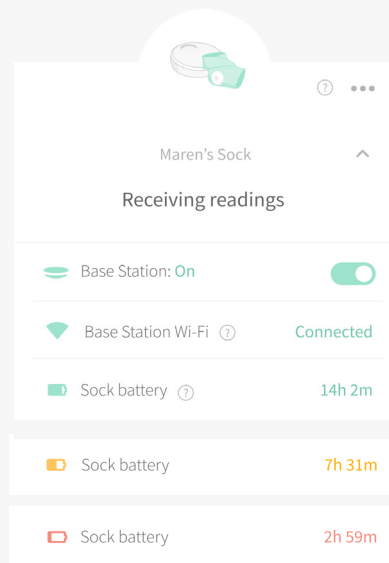 Maren's Sock
Receiving readings
Base Station: On
Base Station Wi-Fi ? Connected
Sock battery ? 14h 2m
Sock battery 7h 31m
Sock battery 2h 59m